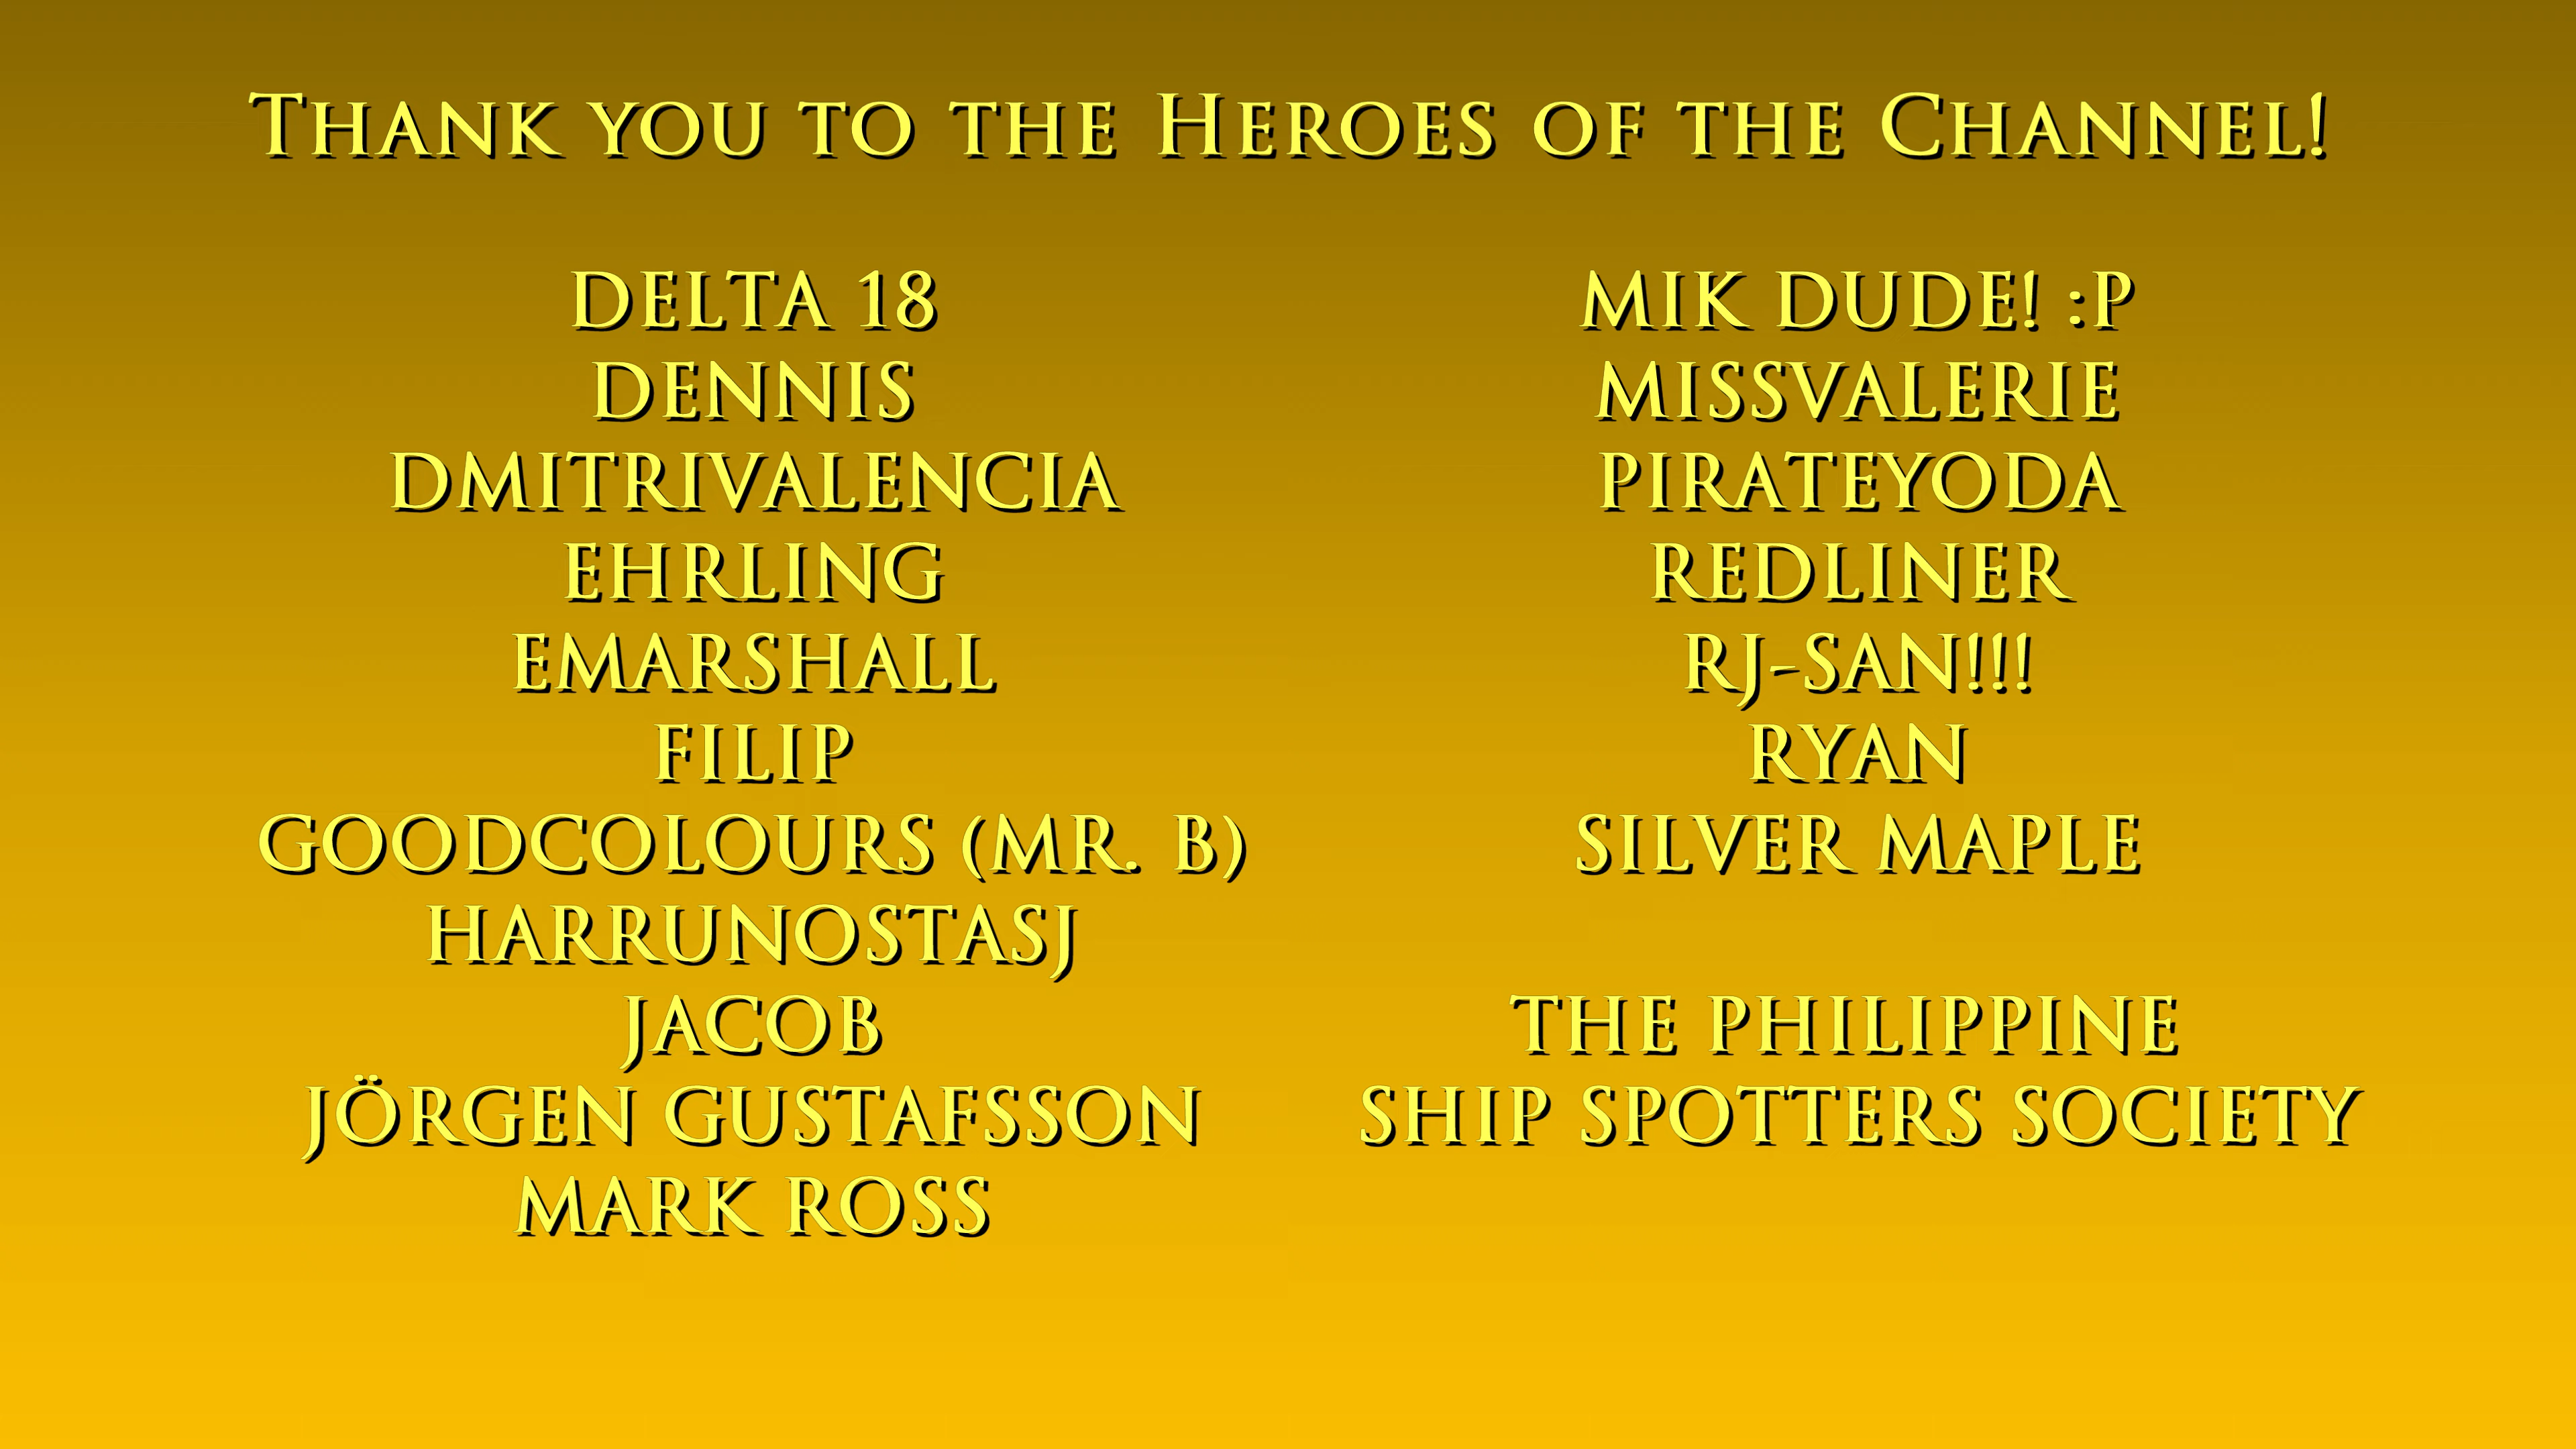 Thank you to the Heroes of the Channel!
DELTA 18
DENNIS
DMITRIVALENCIA
EHRLING
EMARSHALL
FILIP
GOODCOLOURS (MR. B)
HARRUNOSTASJ
JACOB
JÖRGEN GUSTAFSSON
MARK ROSS
MIK DUDE! :P
MISSVALERIE
PIRATEYODA
REDLINER
RJ-SAN!!!
RYAN
SILVER MAPLE
THE PHILIPPINE
SHIP SPOTTERS SOCIETY